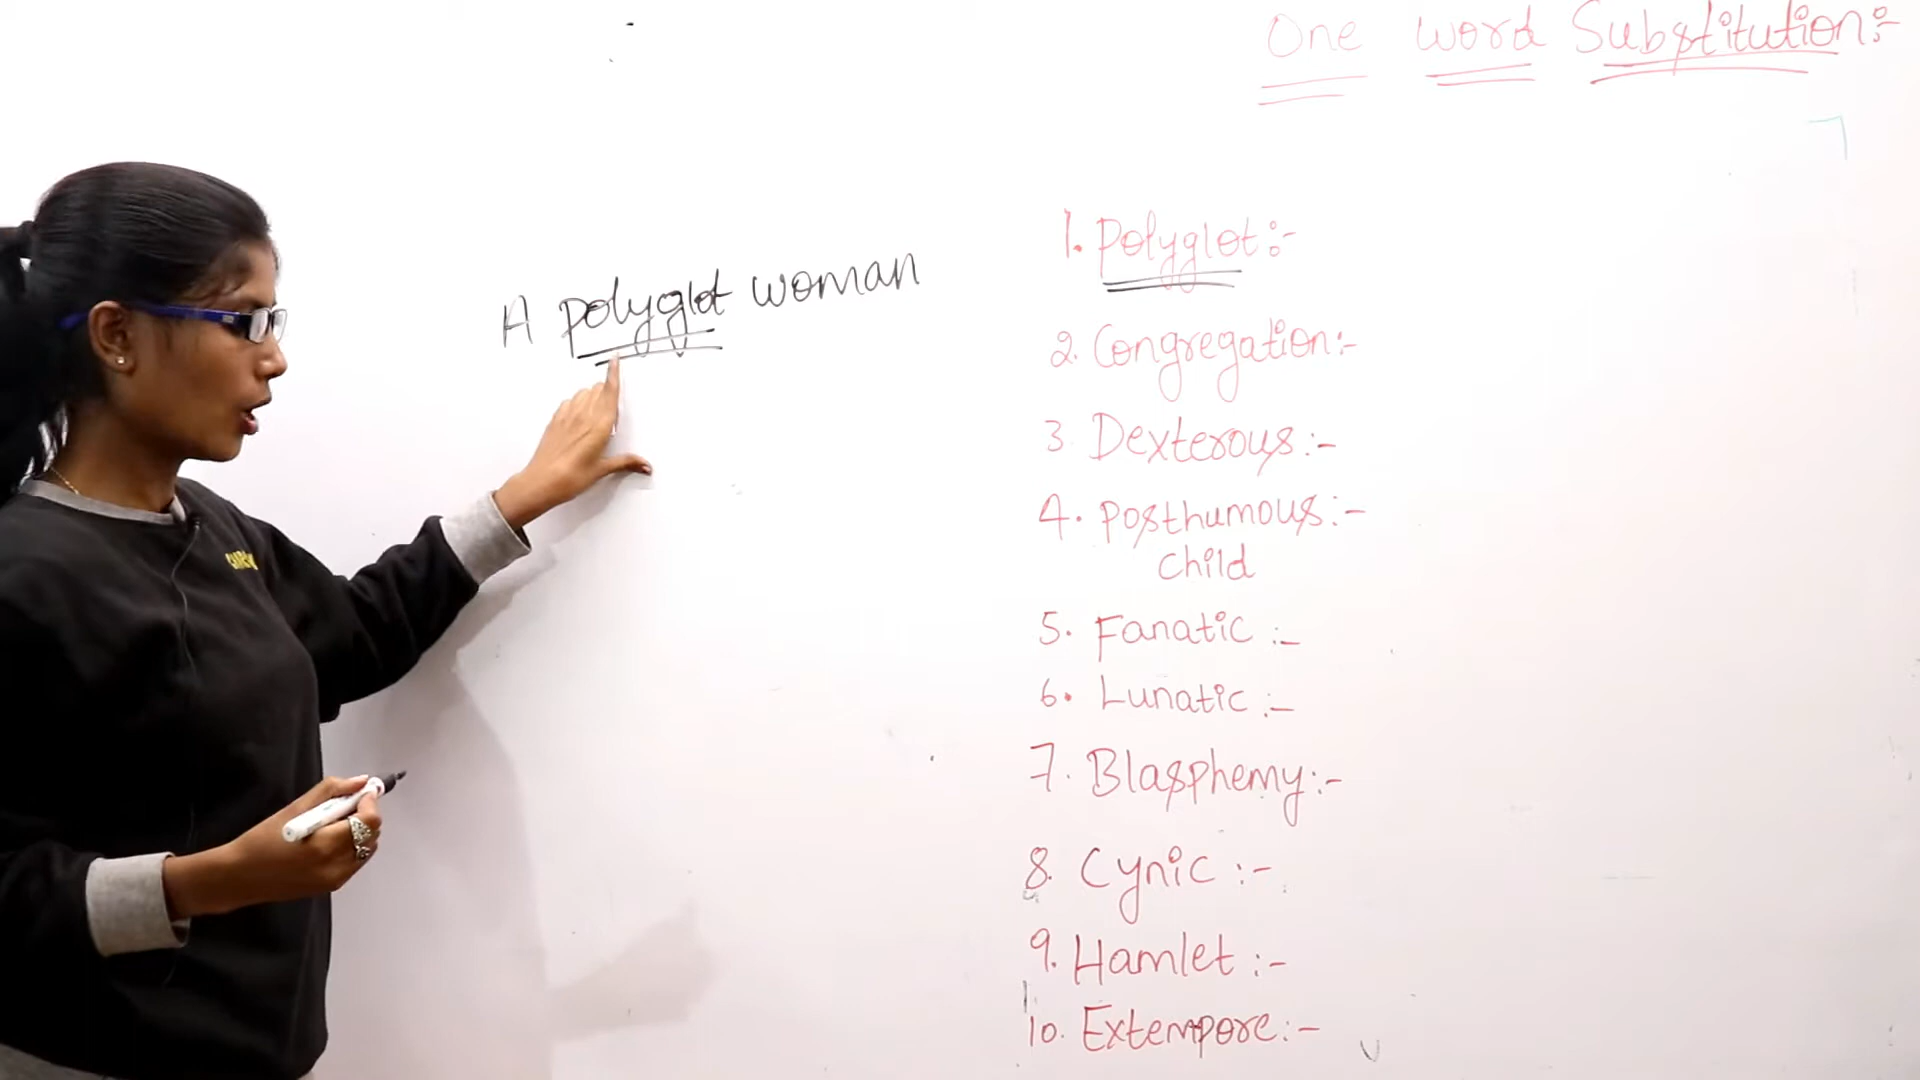 One word Substitution:-
A polyglot woman
1. Polyglot:-
2. Congregation:-
3. Dexterous:-
4. Posthumous:-
Child
5. Fanatic :-
6. Lunatic :-
7. Blasphemy:-
8. Cynic :-
9. Hamlet :-
10. Extempore:-